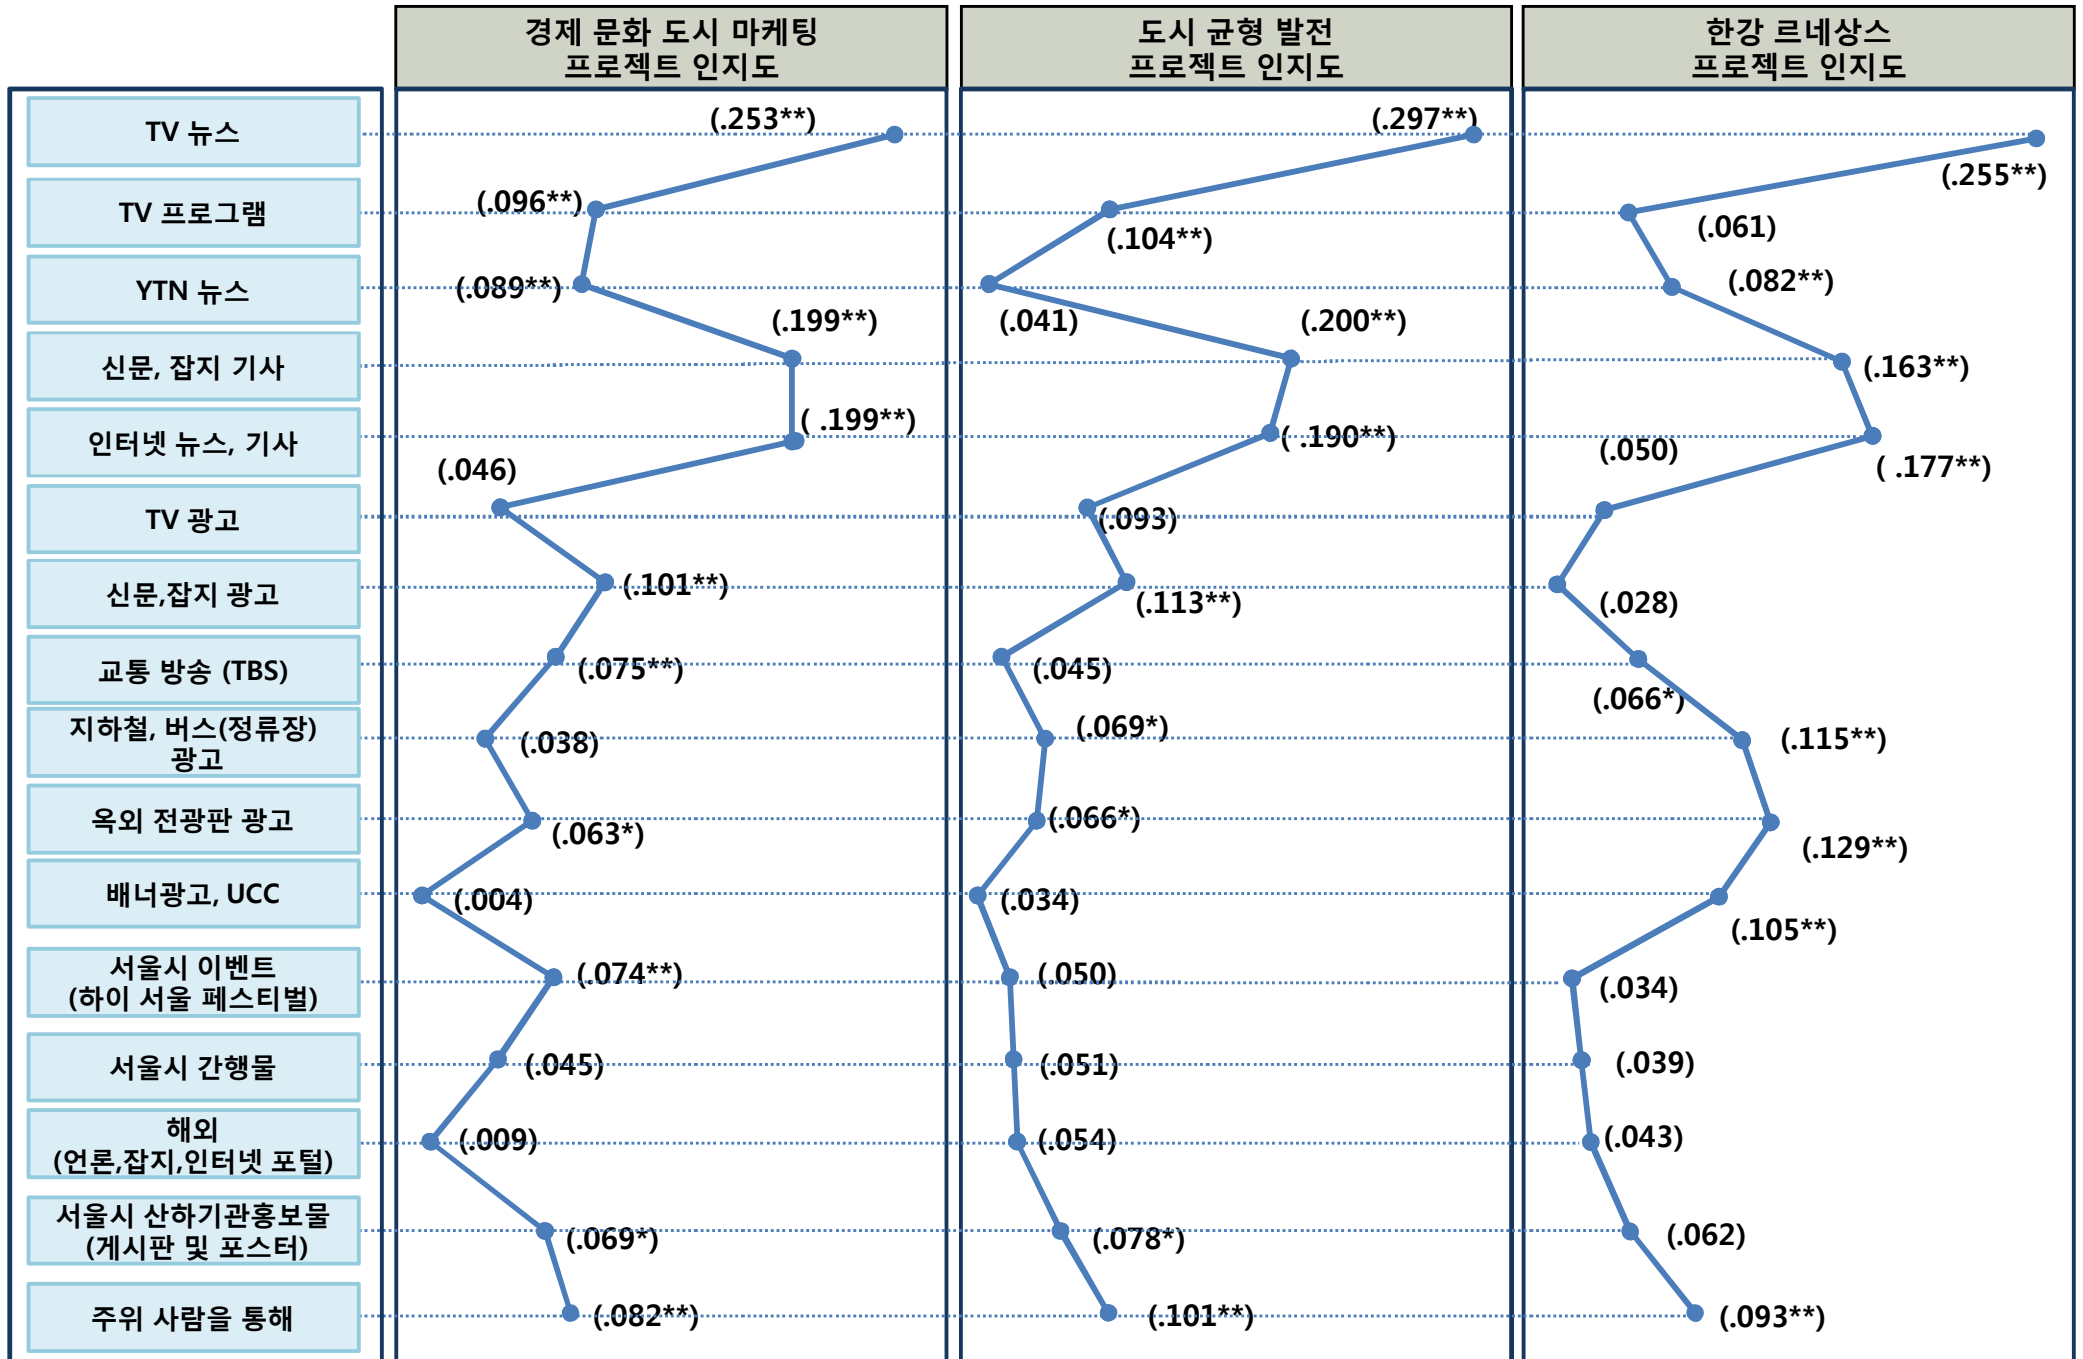 경제 문화 도시 마케팅
프로젝트 인지도
도시 균형 발전
프로젝트 인지도
한강 르네상스
프로젝트 인지도
TV 뉴스
(.253**)
(.297**)
(.255**)
TV 프로그램
(.096**)
(.104**)
(.061)
YTN 뉴스
(.089**)
(.041)
(.082**)
신문, 잡지 기사
(.199**)
(.200**)
(.163**)
인터넷 뉴스, 기사
( .199**)
( .190**)
( .177**)
TV 광고
(.046)
(.093)
(.050)
신문,잡지 광고
(.101**)
(.113**)
(.028)
교통 방송 (TBS)
(.075**)
(.045)
(.066*)
지하철, 버스(정류장)
광고
(.038)
(.069*)
(.115**)
옥외 전광판 광고
(.063*)
(.066*)
(.129**)
배너광고, UCC
(.004)
(.034)
(.105**)
서울시 이벤트
(하이 서울 페스티벌)
(.074**)
(.050)
(.034)
서울시 간행물
(.045)
(.051)
(.039)
해외
(언론,잡지,인터넷 포털)
(.009)
(.054)
(.043)
서울시 산하기관홍보물
(게시판 및 포스터)
(.069*)
(.078*)
(.062)
주위 사람을 통해
(.082**)
(.101**)
(.093**)